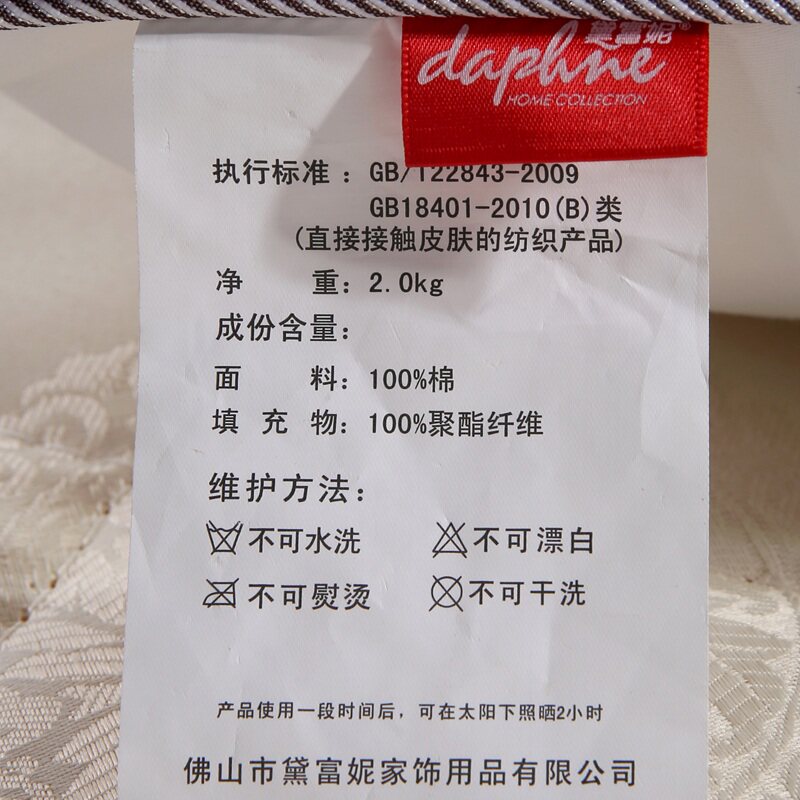 黛富妮®
daphne
HOME COLLECTION
执行标准：GB/T22843-2009
GB18401-2010(B)类
(直接接触皮肤的纺织产品)
净 重：2.0kg
成份含量：
面 料：100%棉
填 充 物：100%聚酯纤维
维护方法：
不可水洗 不可漂白
不可熨烫 不可干洗
产品使用一段时间后，可在太阳下照晒2小时
佛山市黛富妮家饰用品有限公司